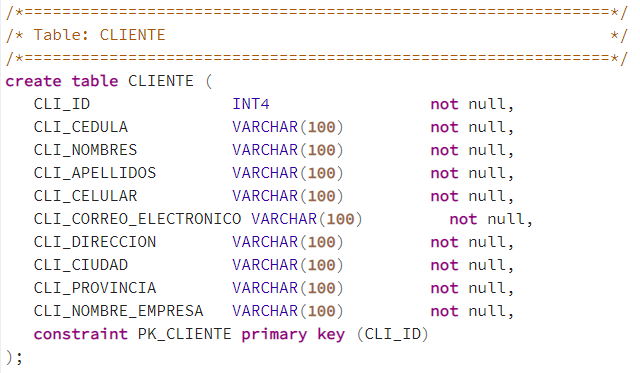 /*==============================================================*/
/* Table: CLIENTE                                               */
/*==============================================================*/
create table CLIENTE (
   CLI_ID               INT4                 not null,
   CLI_CEDULA           VARCHAR(100)         not null,
   CLI_NOMBRES          VARCHAR(100)         not null,
   CLI_APELLIDOS        VARCHAR(100)         not null,
   CLI_CELULAR          VARCHAR(100)         not null,
   CLI_CORREO_ELECTRONICO VARCHAR(100)         not null,
   CLI_DIRECCION        VARCHAR(100)         not null,
   CLI_CIUDAD           VARCHAR(100)         not null,
   CLI_PROVINCIA        VARCHAR(100)         not null,
   CLI_NOMBRE_EMPRESA   VARCHAR(100)         not null,
   constraint PK_CLIENTE primary key (CLI_ID)
);